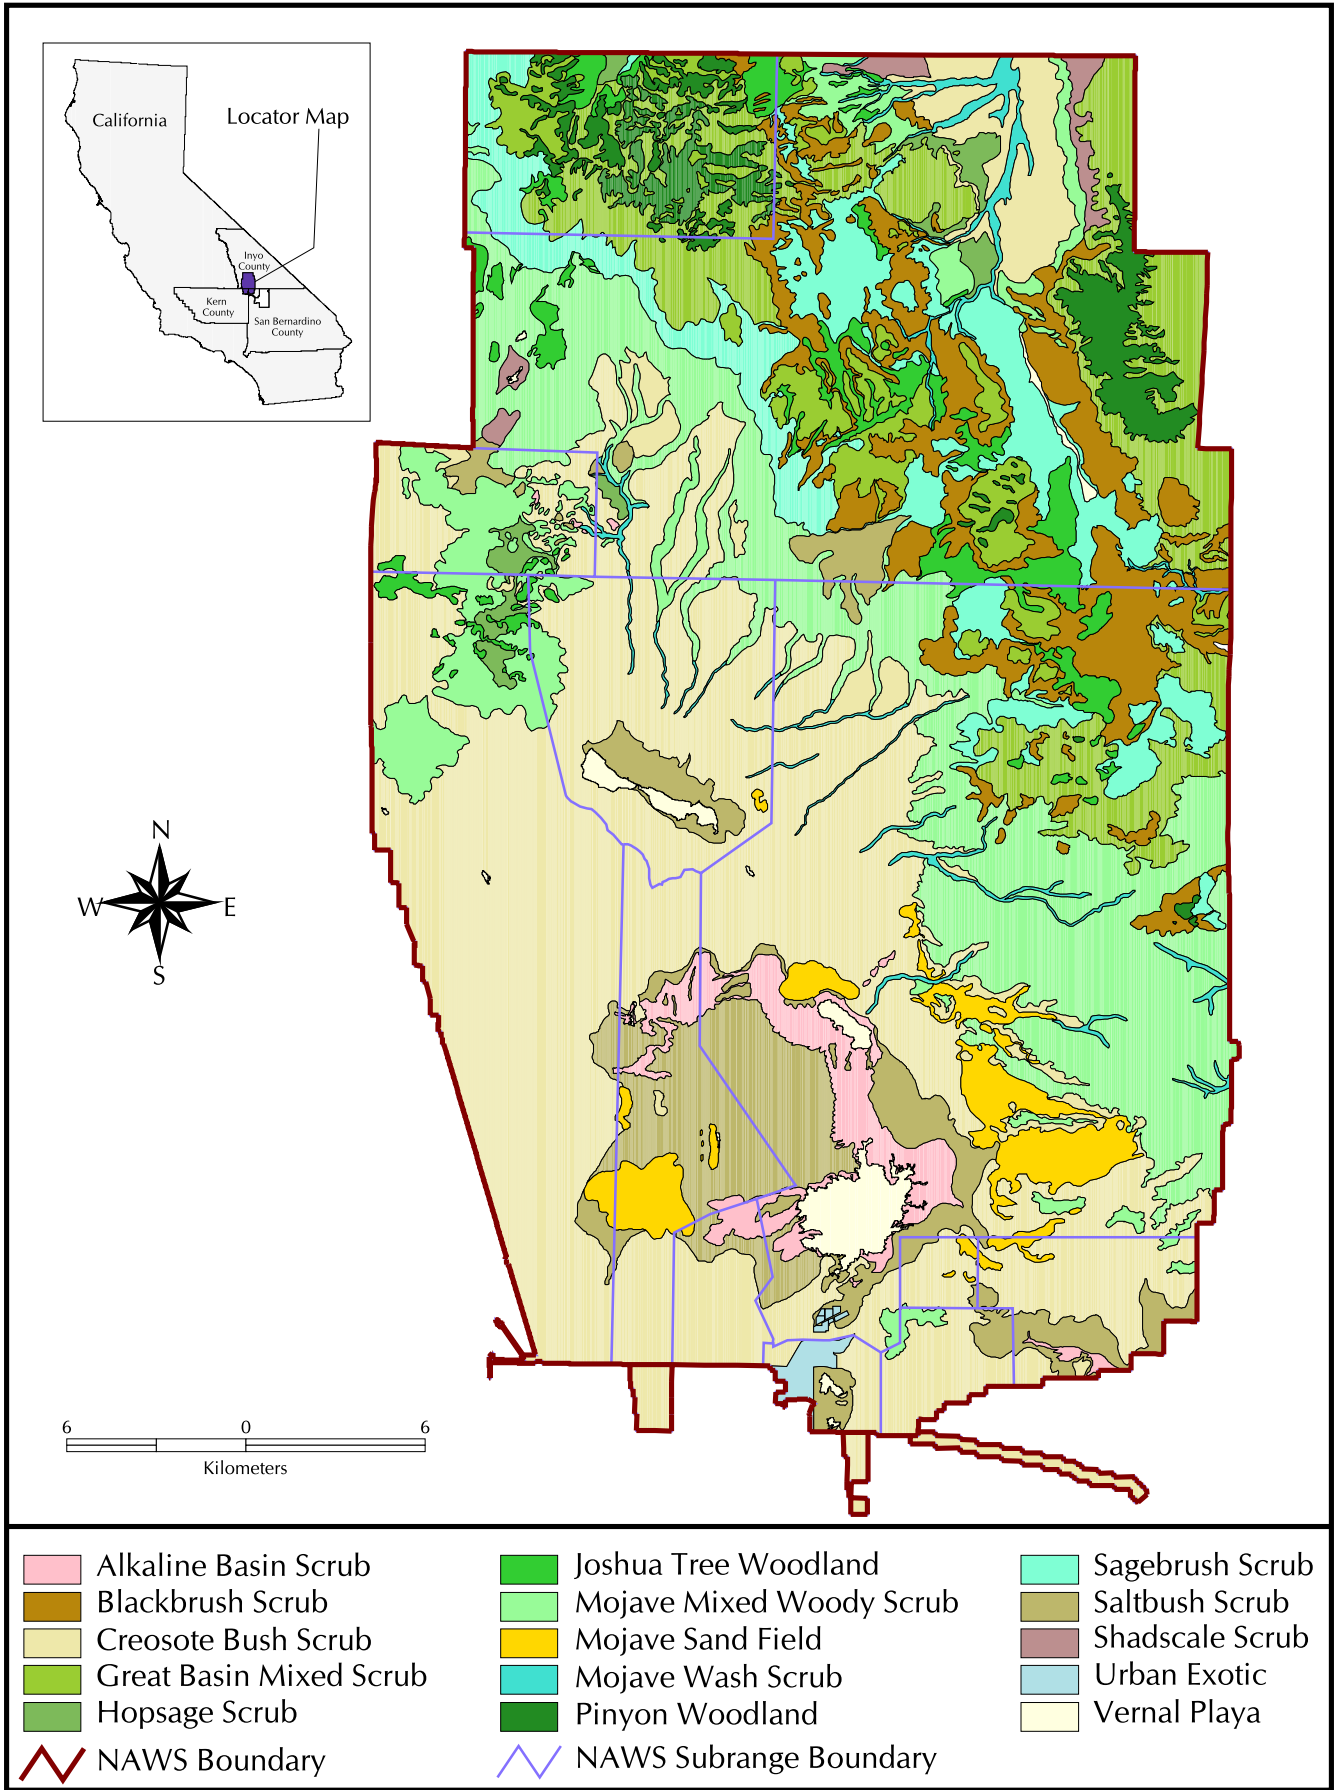 California
Locator Map
Inyo
County
Kern
County
San Bernardino
County
N
W
E
S
6
0
6
Kilometers
Alkaline Basin Scrub
Blackbrush Scrub
Creosote Bush Scrub
Great Basin Mixed Scrub
Hopsage Scrub
NAWS Boundary
Joshua Tree Woodland
Mojave Mixed Woody Scrub
Mojave Sand Field
Mojave Wash Scrub
Pinyon Woodland
NAWS Subrange Boundary
Sagebrush Scrub
Saltbush Scrub
Shadscale Scrub
Urban Exotic
Vernal Playa